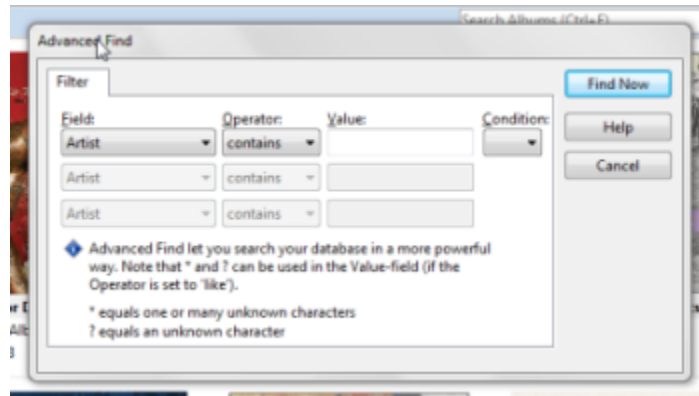 Search Albums (Ctrl+F)
Advanced Find
Filter
Find Now
Field:
Operator:
Value:
Condition:
Help
Artist
contains
Cancel
Artist
contains
Artist
contains
Advanced Find let you search your database in a more powerful
way. Note that * and ? can be used in the Value-field (if the
Operator is set to 'like').
* equals one or many unknown characters
? equals an unknown character